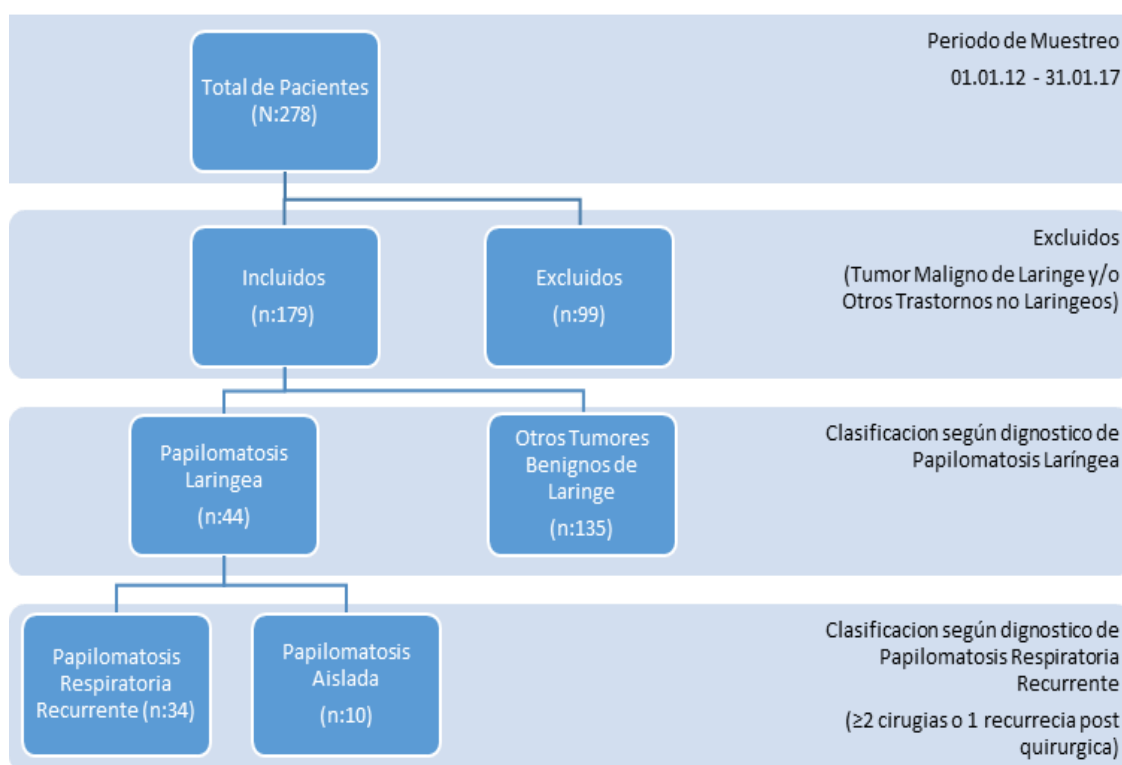 Periodo de Muestreo
01.01.12 - 31.01.17
Total de Pacientes
(N:278)
Excluidos
(Tumor Maligno de Laringe y/o
Otros Trastornos no Laringeos)
Incluidos
(n:179)
Excluidos
(n:99)
Clasificacion según dignostico de
Papilomatosis Laríngea
Papilomatosis
Laringea
(n:44)
Otros Tumores
Benignos de
Laringe
(n:135)
Clasificacion según dignostico de
Papilomatosis Respiratoria
Recurrente
(≥2 cirugias o 1 recurrecia post
quirurgica)
Papilomatosis
Respiratoria
Recurrente (n:34)
Papilomatosis
Aislada
(n:10)